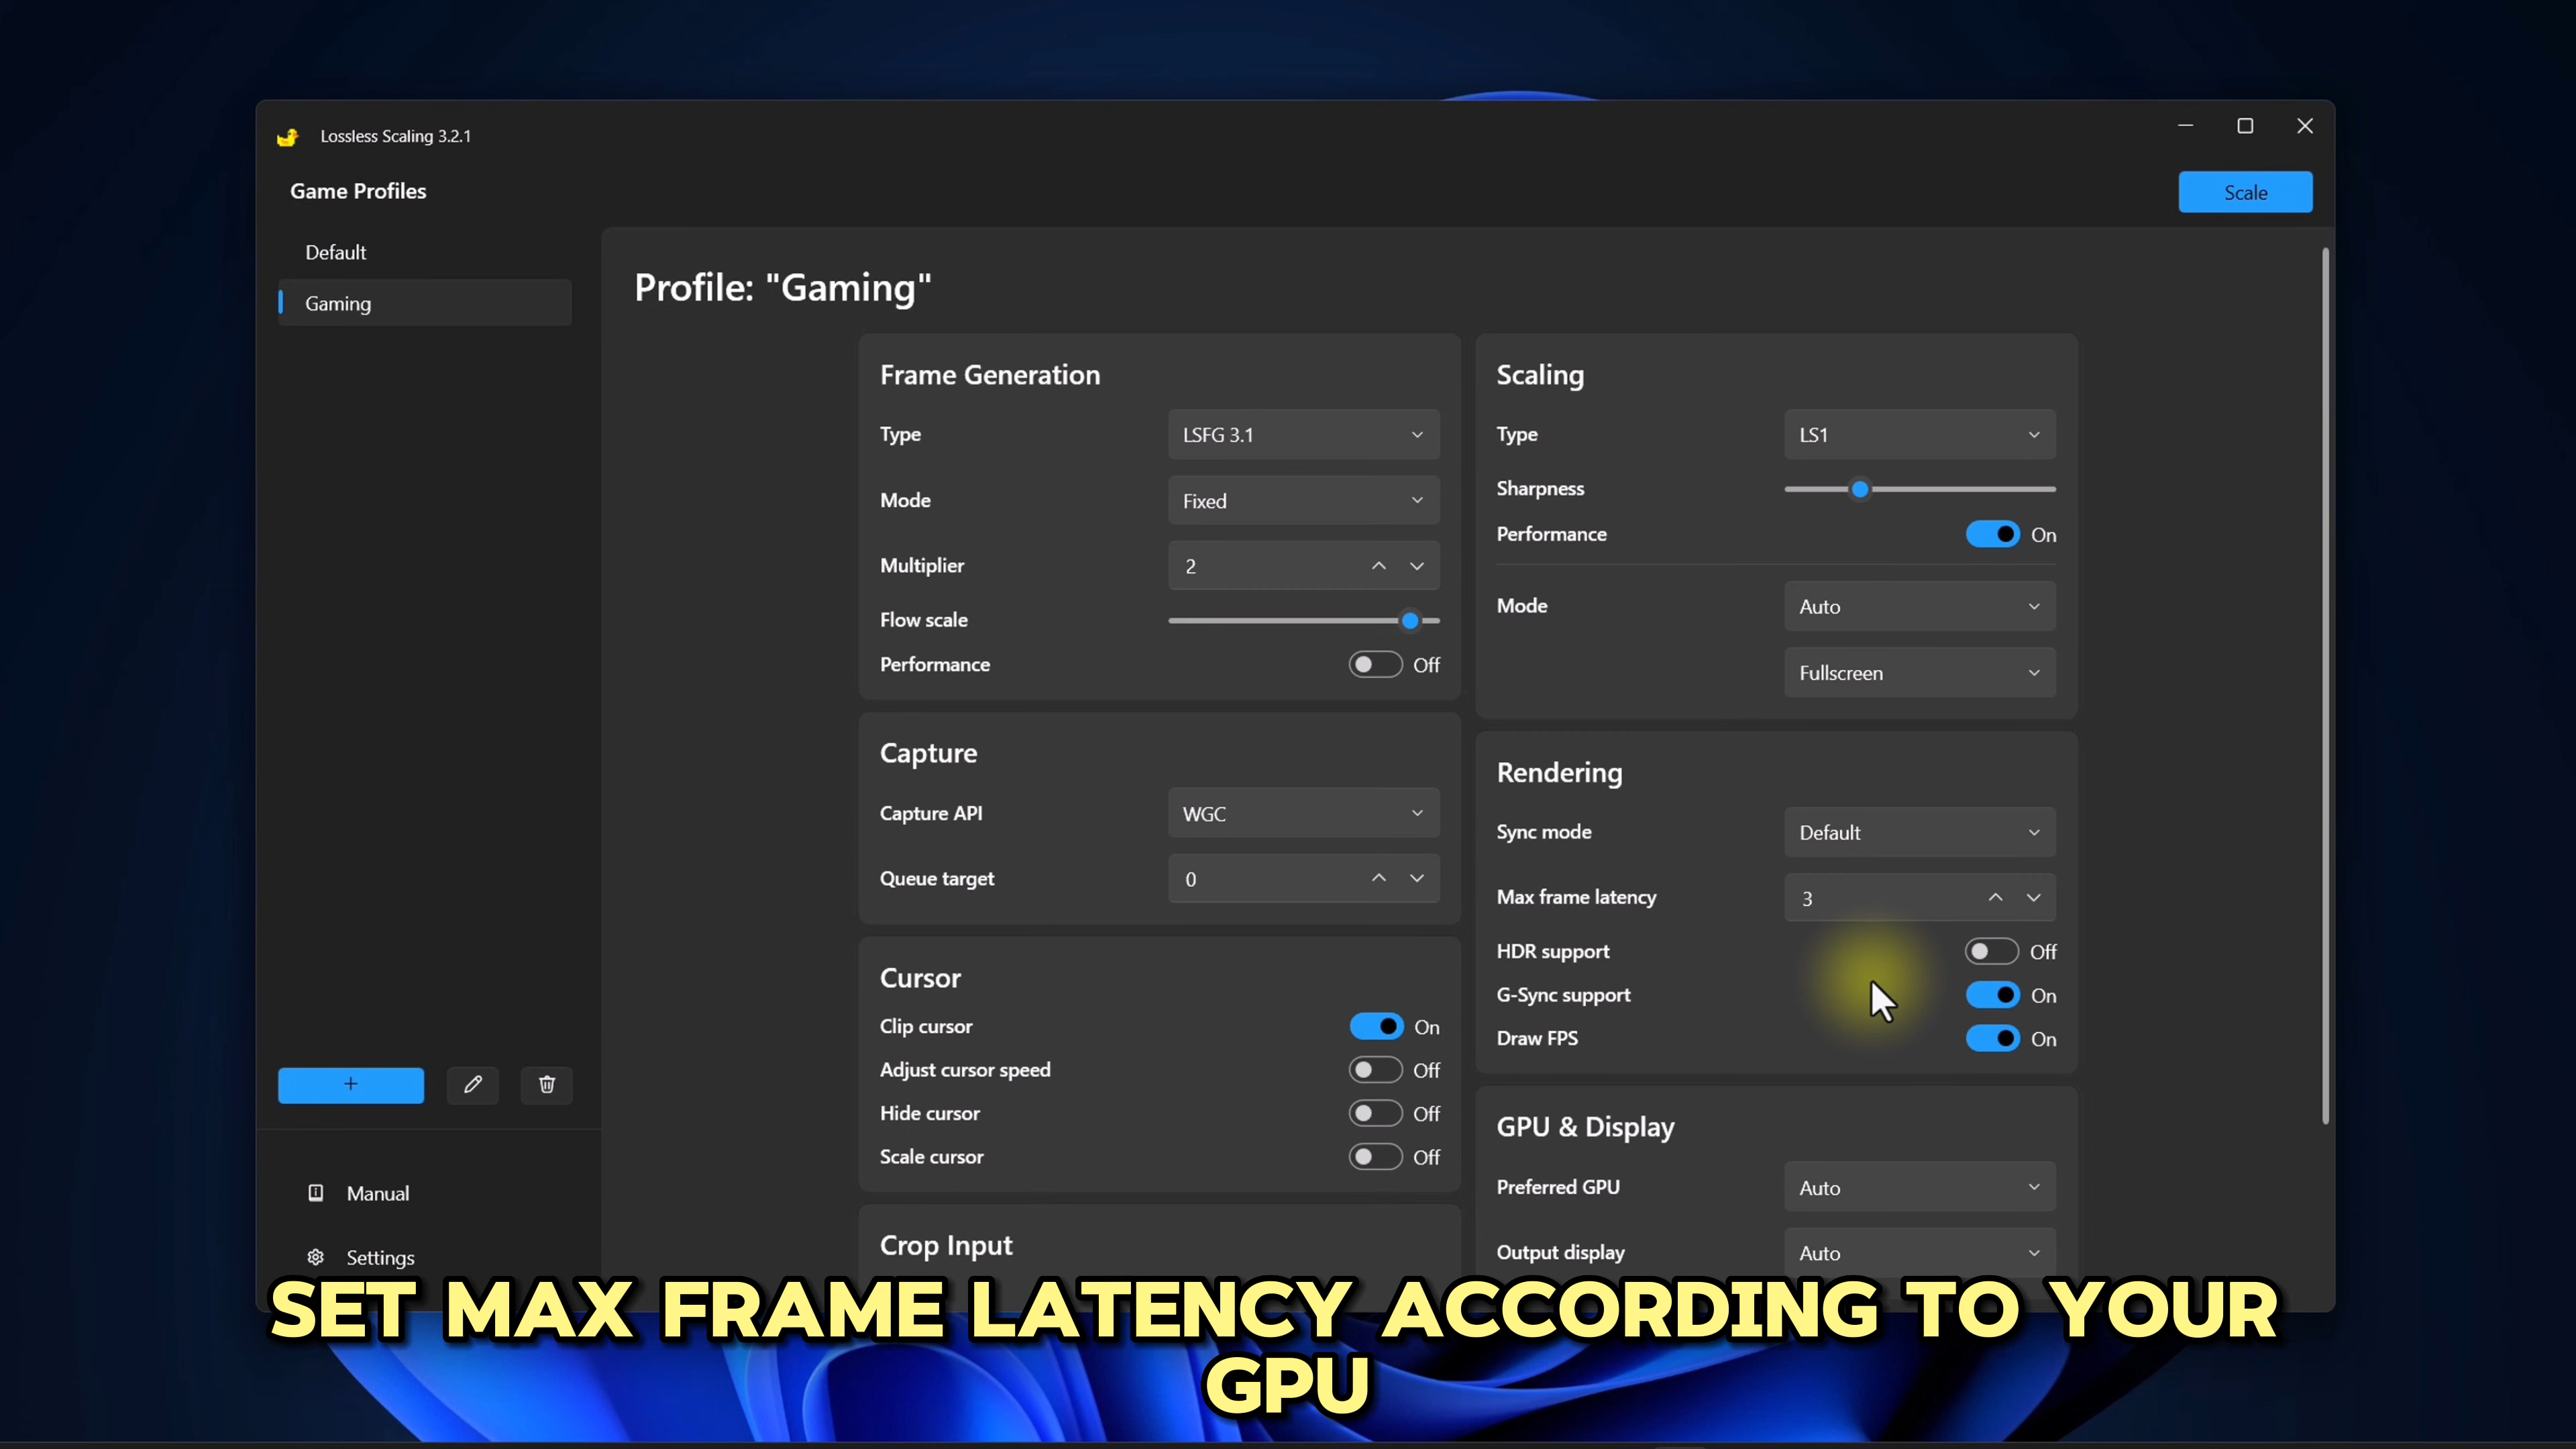 Lossless Scaling 3.2.1
Game Profiles
Scale
Default
Gaming
Profile: "Gaming"
Frame Generation
Type
LSFG 3.1
Mode
Fixed
Multiplier
2
Flow scale
Performance
Off
Capture
Capture API
WGC
Queue target
0
Cursor
Clip cursor
On
Adjust cursor speed
Off
Hide cursor
Off
Scale cursor
Off
Crop Input
Scaling
Type
LS1
Sharpness
Performance
On
Mode
Auto
Fullscreen
Rendering
Sync mode
Default
Max frame latency
3
HDR support
Off
G-Sync support
On
Draw FPS
On
GPU & Display
Preferred GPU
Auto
Output display
Auto
Manual
Settings
SET MAX FRAME LATENCY ACCORDING TO YOUR
GPU